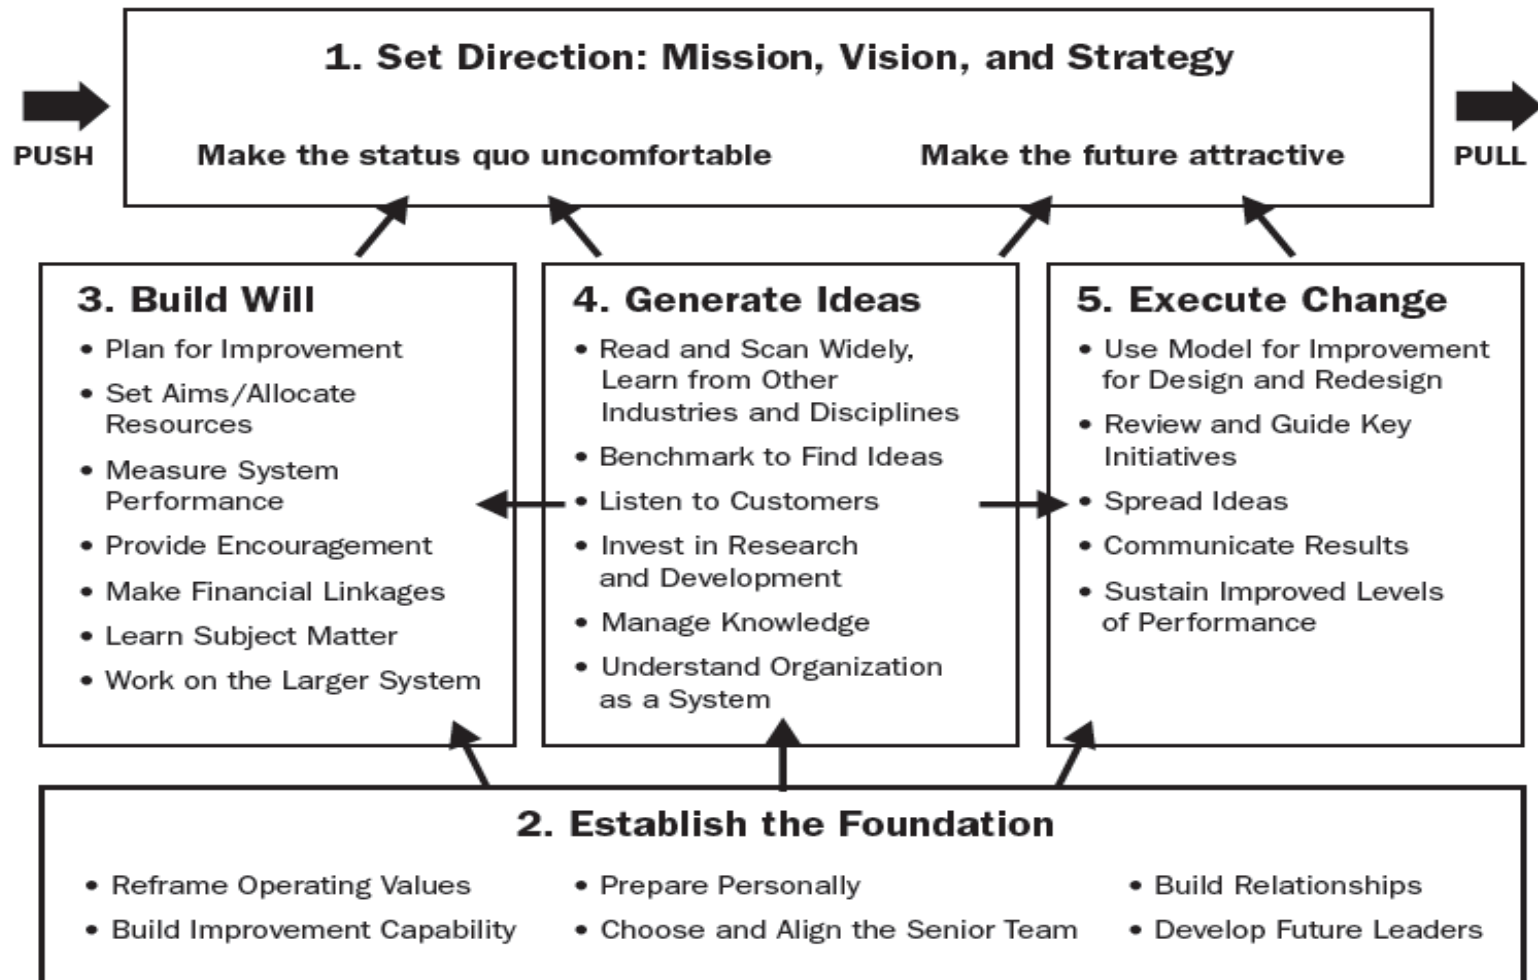 1. Set Direction: Mission, Vision, and Strategy
PUSH
Make the status quo uncomfortable
Make the future attractive
PULL
3. Build Will
• Plan for Improvement
• Set Aims/Allocate
Resources
• Measure System
Performance
• Provide Encouragement
• Make Financial Linkages
• Learn Subject Matter
• Work on the Larger System
4. Generate Ideas
• Read and Scan Widely,
Learn from Other
Industries and Disciplines
• Benchmark to Find Ideas
• Listen to Customers
• Invest in Research
and Development
• Manage Knowledge
• Understand Organization
as a System
5. Execute Change
• Use Model for Improvement
for Design and Redesign
• Review and Guide Key
Initiatives
• Spread Ideas
• Communicate Results
• Sustain Improved Levels
of Performance
2. Establish the Foundation
• Reframe Operating Values
• Build Improvement Capability
• Prepare Personally
• Choose and Align the Senior Team
• Build Relationships
• Develop Future Leaders